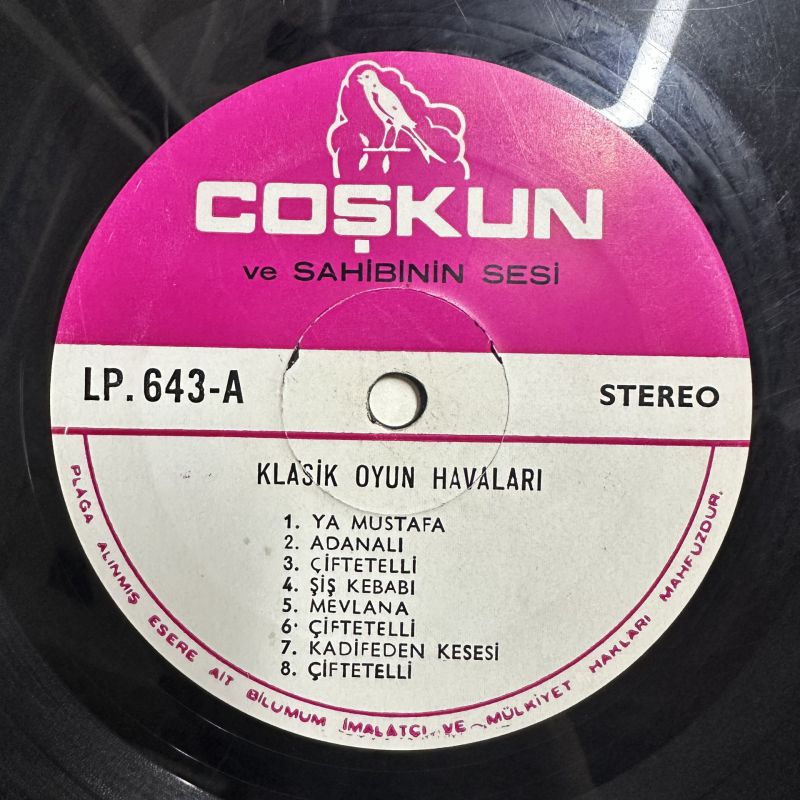 COŞKUN
ve SAHİBİNİN SESİ
LP. 643-A
STEREO
KLASİK OYUN HAVALARI
1. YA MUSTAFA
2. ADANALI
3. ÇİFTETELLİ
4. ŞİŞ KEBABI
5. MEVLANA
6. ÇİFTETELLİ
7. KADİFEDEN KESESİ
8. ÇİFTETELLİ
PLAĞA ALINMIŞ ESERE AİT BİLUMUM İMALATÇI VE MÜLKİYET HAKLARI MAHFUZDUR.